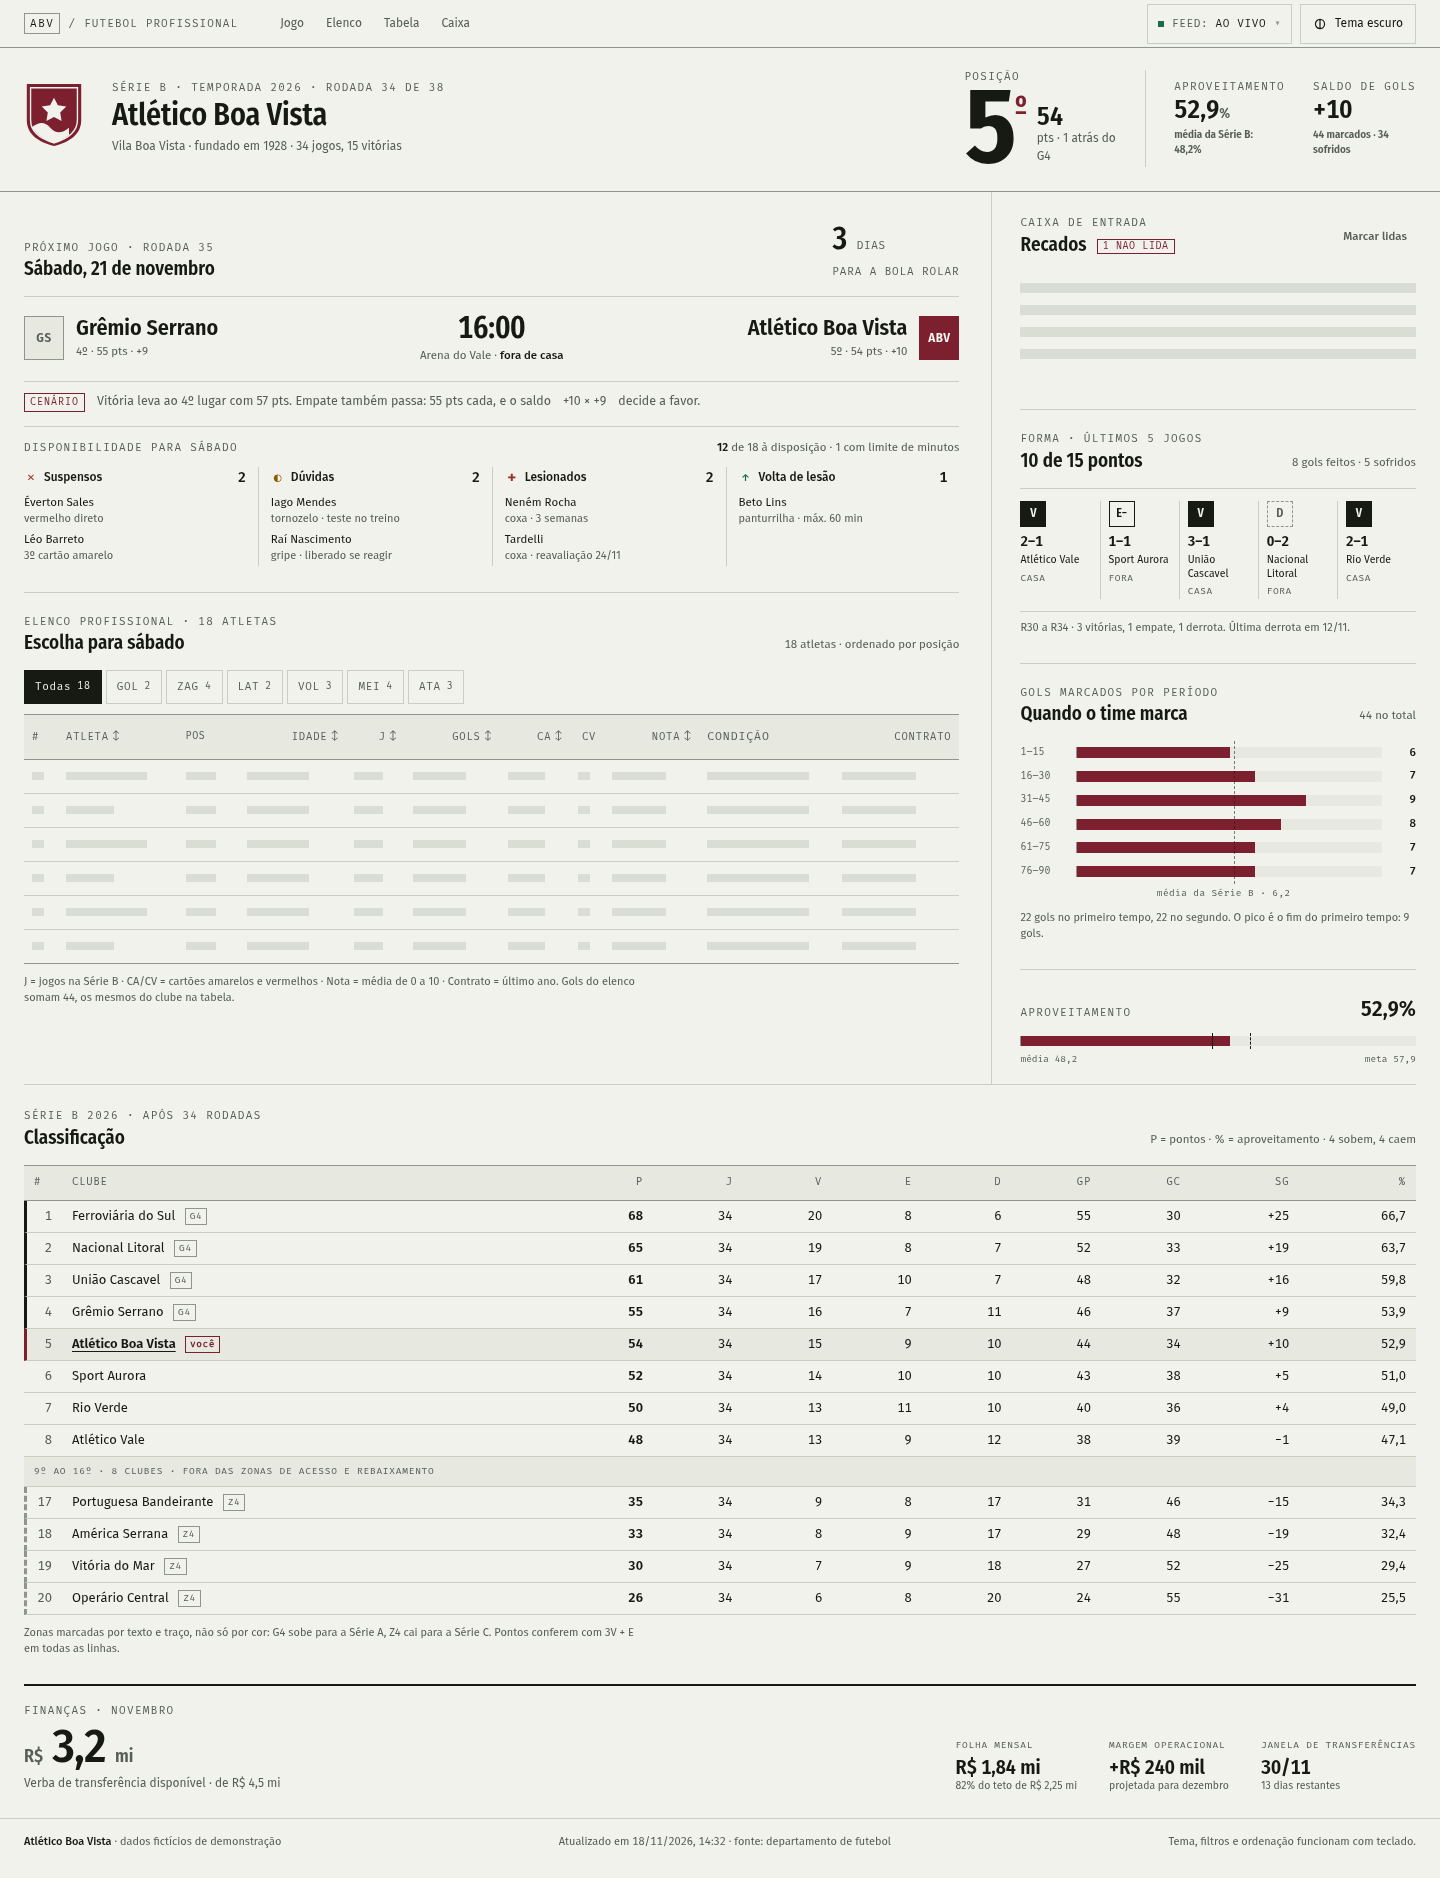 ABV / FUTEBOL PROFISSIONAL Jogo Elenco Tabela Caixa FEED: AO VIVO Tema escuro
SÉRIE B · TEMPORADA 2026 · RODADA 34 DE 38
Atlético Boa Vista
Vila Boa Vista · fundado em 1928 · 34 jogos, 15 vitórias
POSIÇÃO
5º 54
pts · 1 atrás do
G4
APROVEITAMENTO
52,9%
média da Série B:
48,2%
SALDO DE GOLS
+10
44 marcados · 34
sofridos
PRÓXIMO JOGO · RODADA 35
Sábado, 21 de novembro
3 DIAS
PARA A BOLA ROLAR
GS Grêmio Serrano
4º · 55 pts · +9
16:00
Arena do Vale · fora de casa
Atlético Boa Vista ABV
5º · 54 pts · +10
CENÁRIO Vitória leva ao 4º lugar com 57 pts. Empate também passa: 55 pts cada, e o saldo +10 × +9 decide a favor.
DISPONIBILIDADE PARA SÁBADO 12 de 18 à disposição · 1 com limite de minutos
× Suspensos 2
Éverton Sales
vermelho direto
Léo Barreto
3º cartão amarelo
◐ Dúvidas 2
Iago Mendes
tornozelo · teste no treino
Raí Nascimento
gripe · liberado se reagir
✚ Lesionados 2
Neném Rocha
coxa · 3 semanas
Tardelli
coxa · reavaliação 24/11
↑ Volta de lesão 1
Beto Lins
panturrilha · máx. 60 min
ELENCO PROFISSIONAL · 18 ATLETAS
Escolha para sábado 18 atletas · ordenado por posição
Todas 18 GOL 2 ZAG 4 LAT 2 VOL 3 MEI 4 ATA 3
# ATLETA↕ POS IDADE↕ J↕ GOLS↕ CA↕ CV NOTA↕ CONDIÇÃO CONTRATO
J = jogos na Série B · CA/CV = cartões amarelos e vermelhos · Nota = média de 0 a 10 · Contrato = último ano. Gols do elenco
somam 44, os mesmos do clube na tabela.
CAIXA DE ENTRADA
Recados 1 NÃO LIDA Marcar lidas
FORMA · ÚLTIMOS 5 JOGOS
10 de 15 pontos 8 gols feitos · 5 sofridos
V
2–1
Atlético Vale
CASA
E–
1–1
Sport Aurora
FORA
V
3–1
União
Cascavel
CASA
D
0–2
Nacional
Litoral
FORA
V
2–1
Rio Verde
CASA
R30 a R34 · 3 vitórias, 1 empate, 1 derrota. Última derrota em 12/11.
GOLS MARCADOS POR PERÍODO
Quando o time marca 44 no total
1–15 6
16–30 7
31–45 9
46–60 8
61–75 7
76–90 7
média da Série B · 6,2
22 gols no primeiro tempo, 22 no segundo. O pico é o fim do primeiro tempo: 9
gols.
APROVEITAMENTO 52,9%
média 48,2 meta 57,9
SÉRIE B 2026 · APÓS 34 RODADAS
Classificação P = pontos · % = aproveitamento · 4 sobem, 4 caem
# CLUBE P J V E D GP GC SG %
1 Ferroviária do Sul G4 68 34 20 8 6 55 30 +25 66,7
2 Nacional Litoral G4 65 34 19 8 7 52 33 +19 63,7
3 União Cascavel G4 61 34 17 10 7 48 32 +16 59,8
4 Grêmio Serrano G4 55 34 16 7 11 46 37 +9 53,9
5 Atlético Boa Vista você 54 34 15 9 10 44 34 +10 52,9
6 Sport Aurora 52 34 14 10 10 43 38 +5 51,0
7 Rio Verde 50 34 13 11 10 40 36 +4 49,0
8 Atlético Vale 48 34 13 9 12 38 39 −1 47,1
9º AO 16º · 8 CLUBES · FORA DAS ZONAS DE ACESSO E REBAIXAMENTO
17 Portuguesa Bandeirante Z4 35 34 9 8 17 31 46 −15 34,3
18 América Serrana Z4 33 34 8 9 17 29 48 −19 32,4
19 Vitória do Mar Z4 30 34 7 9 18 27 52 −25 29,4
20 Operário Central Z4 26 34 6 8 20 24 55 −31 25,5
Zonas marcadas por texto e traço, não só por cor: G4 sobe para a Série A, Z4 cai para a Série C. Pontos conferem com 3V + E
em todas as linhas.
FINANÇAS · NOVEMBRO
R$ 3,2 mi
Verba de transferência disponível · de R$ 4,5 mi
FOLHA MENSAL
R$ 1,84 mi
82% do teto de R$ 2,25 mi
MARGEM OPERACIONAL
+R$ 240 mil
projetada para dezembro
JANELA DE TRANSFERÊNCIAS
30/11
13 dias restantes
Atlético Boa Vista · dados fictícios de demonstração Atualizado em 18/11/2026, 14:32 · fonte: departamento de futebol Tema, filtros e ordenação funcionam com teclado.